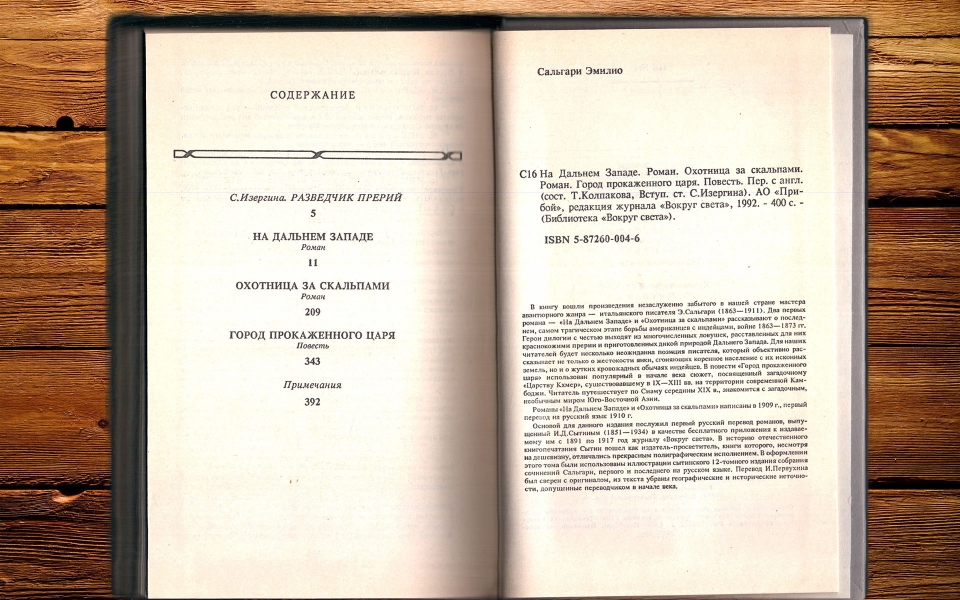 СОДЕРЖАНИЕ
С.Изергина. РАЗВЕДЧИК ПРЕРИЙ
5
НА ДАЛЬНЕМ ЗАПАДЕ
Роман
11
ОХОТНИЦА ЗА СКАЛЬПАМИ
Роман
209
ГОРОД ПРОКАЖЕННОГО ЦАРЯ
Повесть
343
Примечания
392
Сальгари Эмилио
С16 На Дальнем Западе. Роман. Охотница за скальпами.
Роман. Город прокаженного царя. Повесть. Пер. с англ.
(сост. Т.Колпакова, Вступ. ст. С.Изергина). АО «При-
бой», редакция журнала «Вокруг света», 1992. - 400 с. -
(Библиотека «Вокруг света»).
ISBN 5-87260-004-6
В книгу вошли произведения незаслуженно забытого в нашей стране мастера
авантюрного жанра — итальянского писателя Э.Сальгари (1863—1911). Два первых
романа — «На Дальнем Западе» и «Охотница за скальпами» рассказывают о послед-
нем, самом трагическом этапе борьбы американцев с индейцами, войне 1863—1873 гг.
Герои дилогии с честью выходят из многочисленных ловушек, расставленных для них
краснокожими прерии и приготовленных дикой природой Дальнего Запада. Для наших
читателей будет несколько неожиданна позиция писателя, который объективно рас-
сказывает не только о жестокости янки, сгоняющих коренное население с их исконных
земель, но и о жутких кровожадных обычаях индейцев. В повести «Город прокаженного
царя» использован популярный в начале века сюжет, посвященный загадочному
«Царству Кхмер», существовавшему в IX—XIII вв. на территории современной Кам-
боджи. Читатель путешествует по Сиаму середины XIX в., знакомится с загадочным,
необычным миром Юго-Восточной Азии.
Романы «На Дальнем Западе» и «Охотница за скальпами» написаны в 1909 г., первый
перевод на русский язык 1910 г.
Основой для данного издания послужил первый русский перевод романов, выпу-
щенный И.Д.Сытиным (1851—1934) в качестве бесплатного приложения к издавае-
мому им с 1891 по 1917 год журналу «Вокруг света». В историю отечественного
книгопечатания Сытин вошел как издатель-просветитель, книги которого, несмотря
на дешевизну, отличались прекрасным полиграфическим исполнением. В оформлении
этого тома были использованы иллюстрации сытинского 12-томного издания собрания
сочинений Сальгари, первого и последнего на русском языке. Перевод И.Первухина
был сверен с оригиналом, из текста убраны географические и исторические неточно-
сти, допущенные переводчиком в начале века.